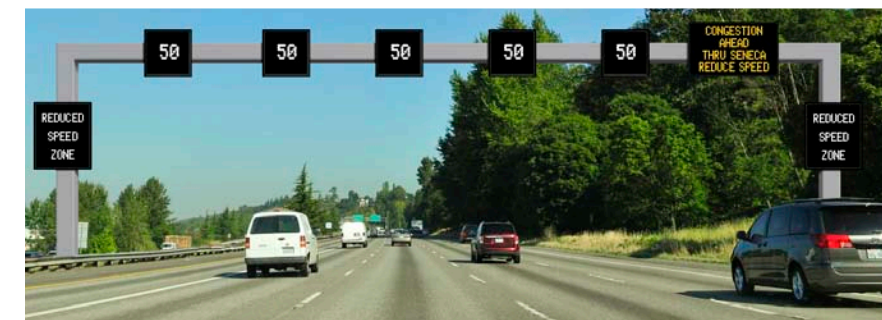 50
50
50
50
50
CONGESTION
AHEAD
THRU SENECA
REDUCE SPEED
REDUCED
SPEED
ZONE
REDUCED
SPEED
ZONE